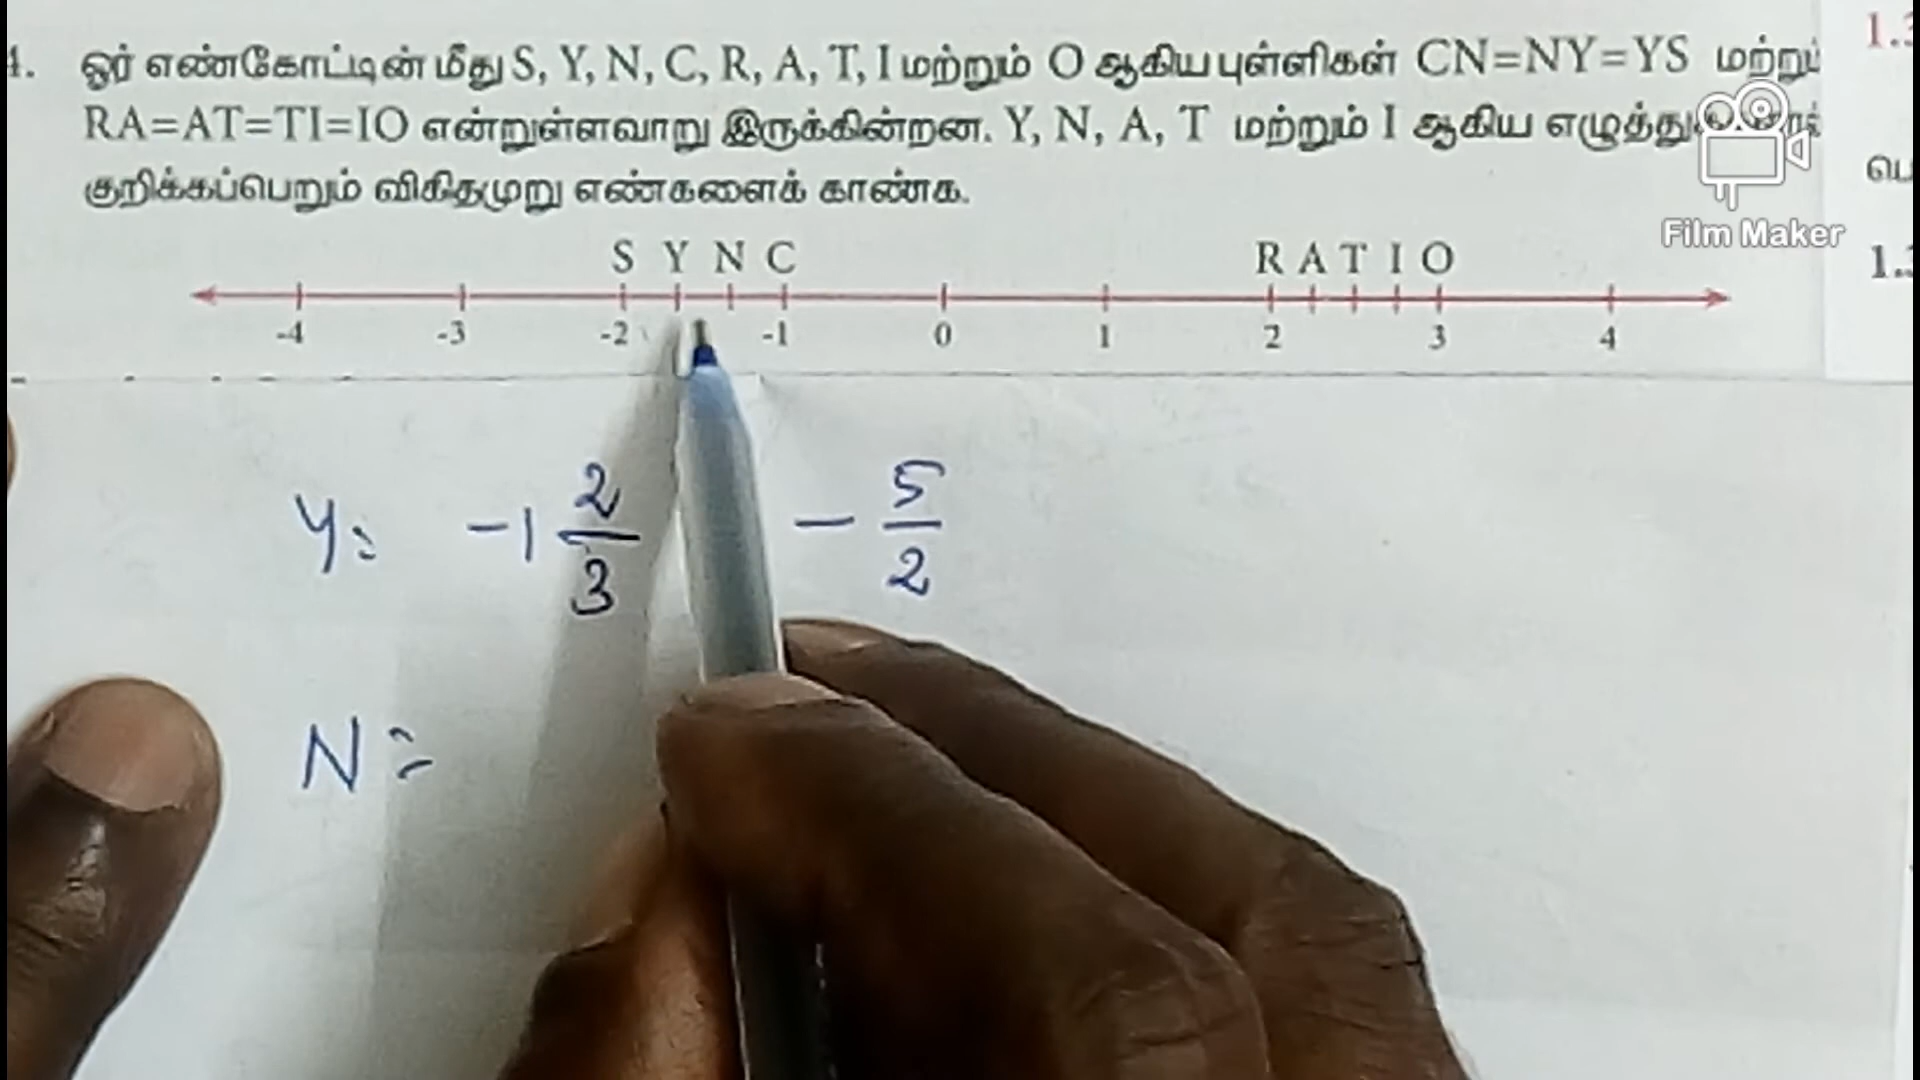 4. ஓர் எண்கோட்டின் மீது S, Y, N, C, R, A, T, I மற்றும் O ஆகிய புள்ளிகள் CN=NY=YS மற்றும்
RA=AT=TI=IO என்றுள்ளவாறு இருக்கின்றன. Y, N, A, T மற்றும் I ஆகிய
குறிக்கப்பெறும் விகிதமுறு எண்களைக் காண்க.
Film Maker
S Y N C R A T I O
-4 -3 -2 -1 0 1 2 3 4
Y= -1 2/3 - 5/2
N =